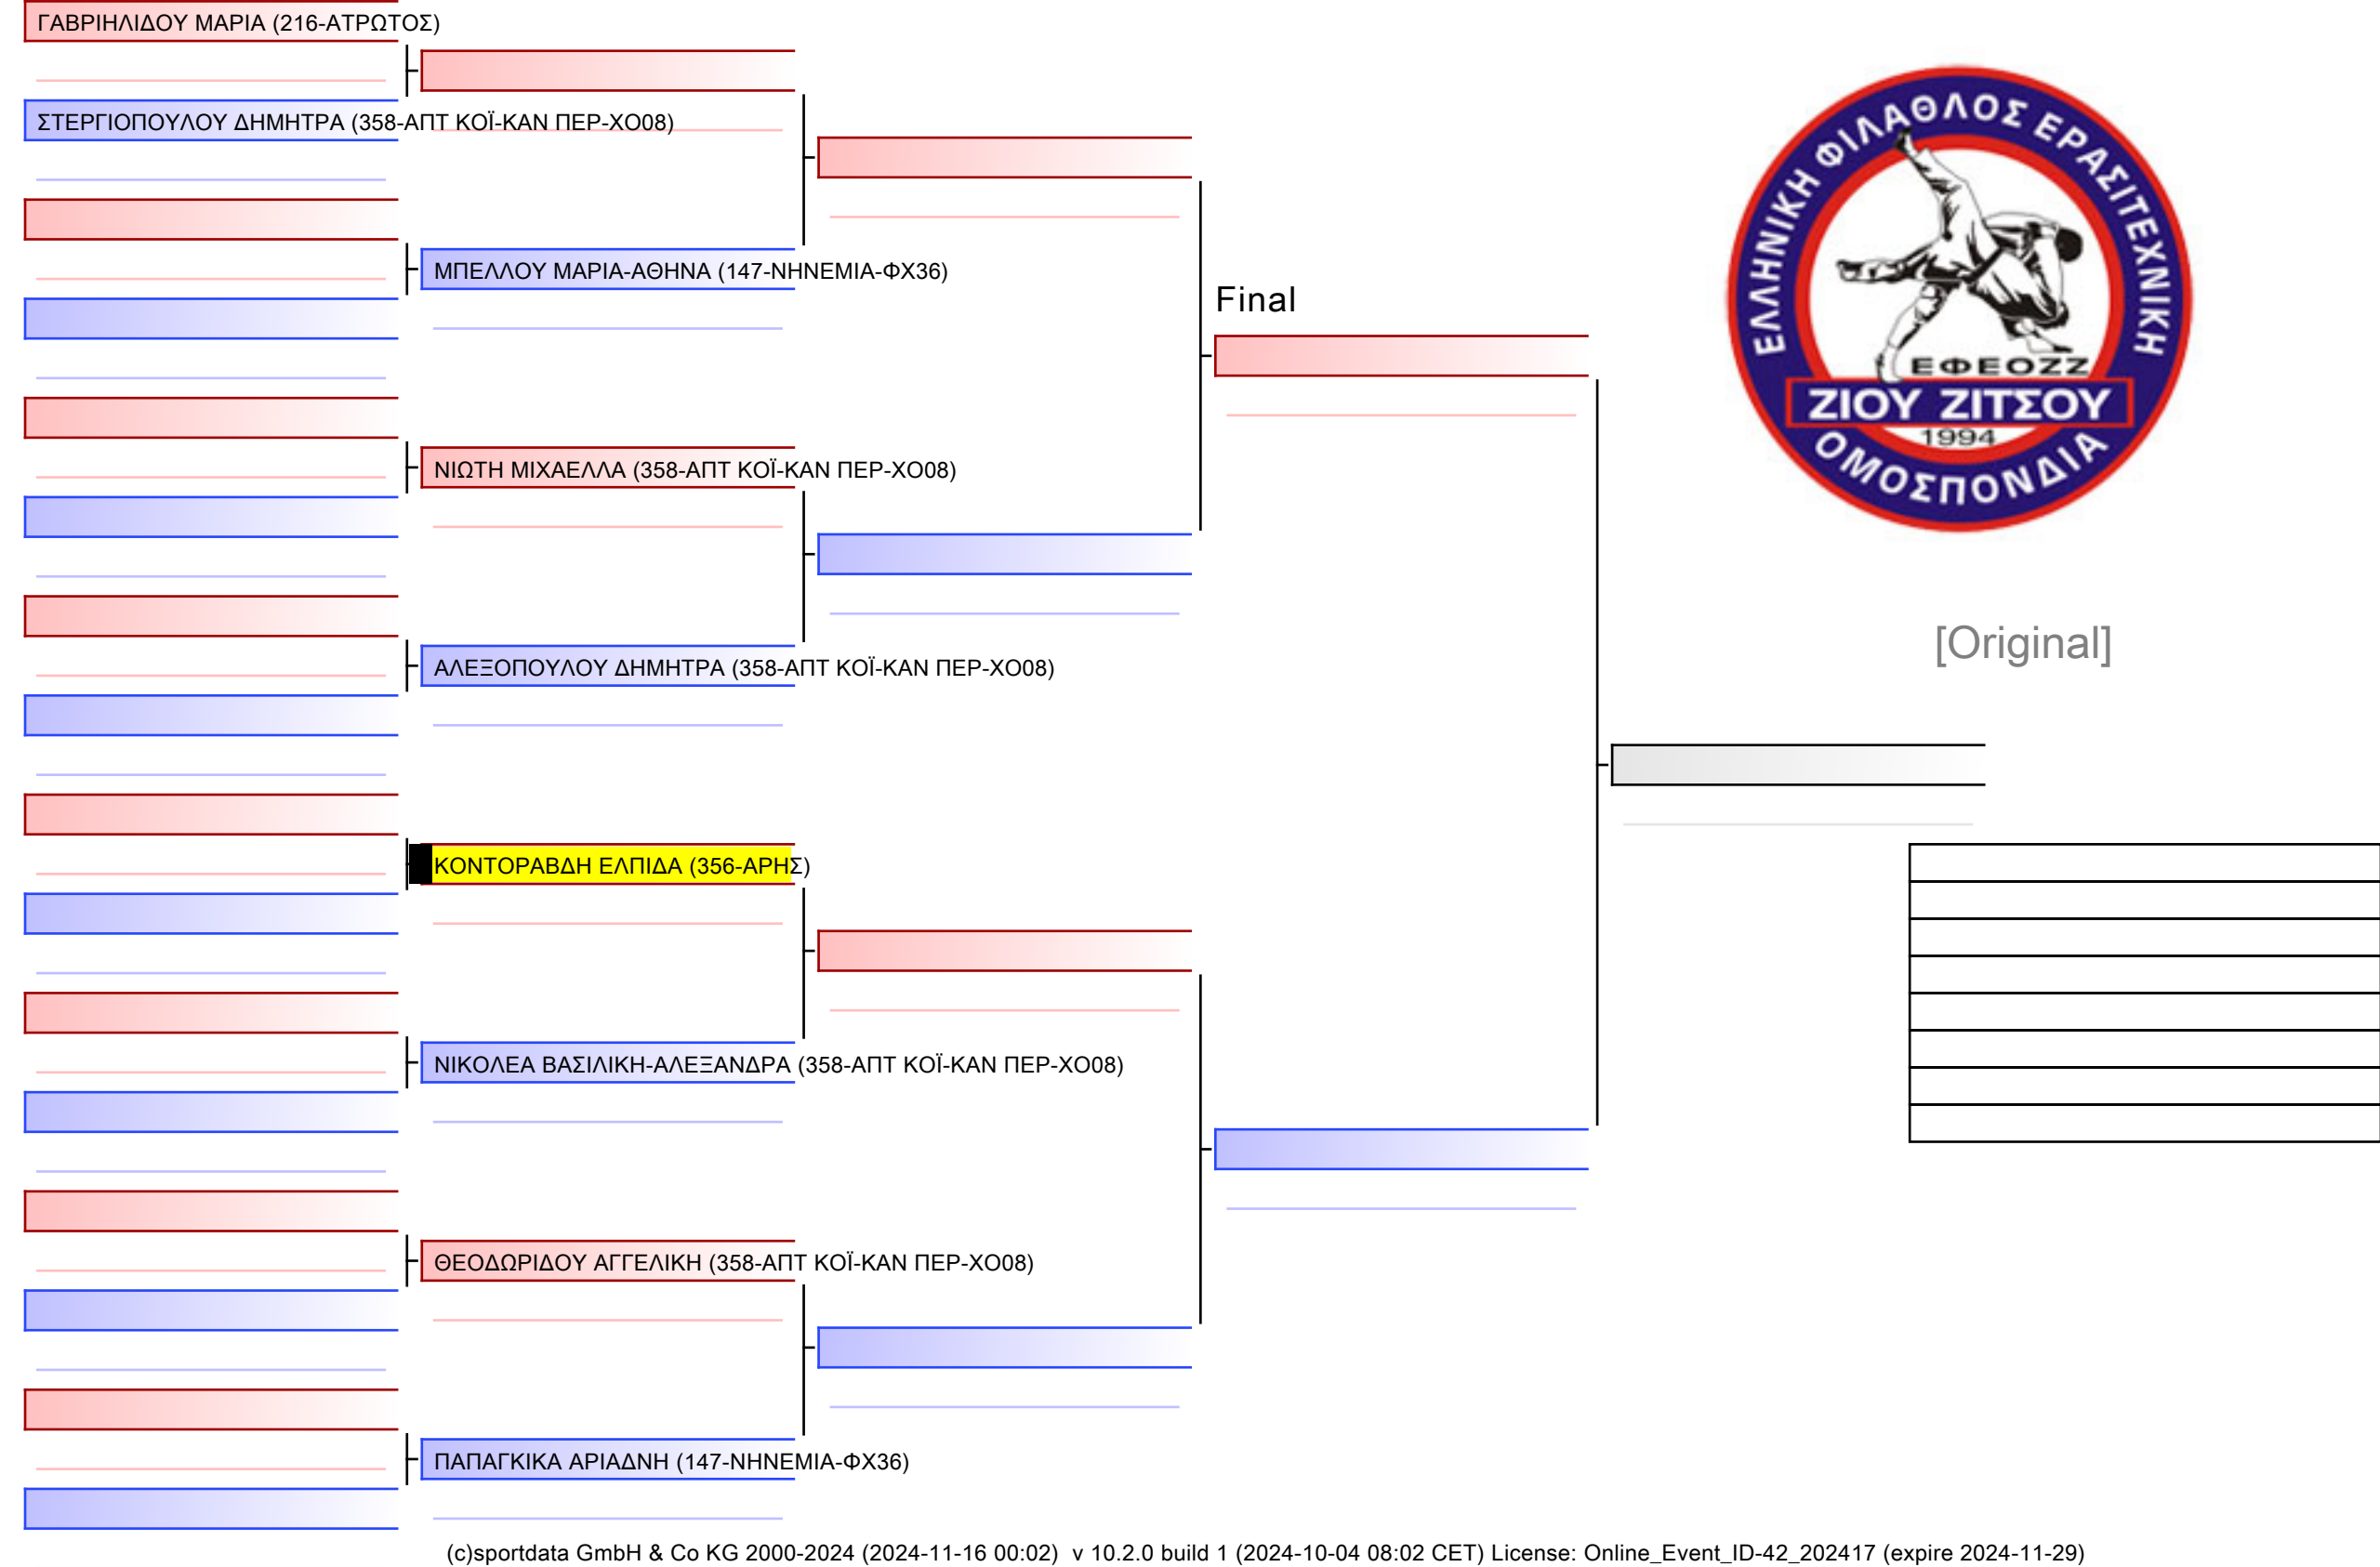 ΓΑΒΡΙΗΛΙΔΟΥ ΜΑΡΙΑ (216-ΑΤΡΩΤΟΣ)
ΣΤΕΡΓΙΟΠΟΥΛΟΥ ΔΗΜΗΤΡΑ (358-ΑΠΤ ΚΟΪ-ΚΑΝ ΠΕΡ-ΧΟ08)
ΜΠΕΛΛΟΥ ΜΑΡΙΑ-ΑΘΗΝΑ (147-ΝΗΝΕΜΙΑ-ΦΧ36)
ΝΙΩΤΗ ΜΙΧΑΕΛΛΑ (358-ΑΠΤ ΚΟΪ-ΚΑΝ ΠΕΡ-ΧΟ08)
ΑΛΕΞΟΠΟΥΛΟΥ ΔΗΜΗΤΡΑ (358-ΑΠΤ ΚΟΪ-ΚΑΝ ΠΕΡ-ΧΟ08)
ΚΟΝΤΟΡΑΒΔΗ ΕΛΠΙΔΑ (356-ΑΡΗΣ)
ΝΙΚΟΛΕΑ ΒΑΣΙΛΙΚΗ-ΑΛΕΞΑΝΔΡΑ (358-ΑΠΤ ΚΟΪ-ΚΑΝ ΠΕΡ-ΧΟ08)
ΘΕΟΔΩΡΙΔΟΥ ΑΓΓΕΛΙΚΗ (358-ΑΠΤ ΚΟΪ-ΚΑΝ ΠΕΡ-ΧΟ08)
ΠΑΠΑΓΚΙΚΑ ΑΡΙΑΔΝΗ (147-ΝΗΝΕΜΙΑ-ΦΧ36)
Final
ΕΛΛΗΝΙΚΗ ΦΙΛΑΘΛΟΣ ΕΡΑΣΙΤΕΧΝΙΚΗ
ΕΦΕΟΖΖ
ΖΙΟΥ ΖΙΤΣΟΥ
1994
ΟΜΟΣΠΟΝΔΙΑ
[Original]
(c)sportdata GmbH & Co KG 2000-2024 (2024-11-16 00:02) v 10.2.0 build 1 (2024-10-04 08:02 CET) License: Online_Event_ID-42_202417 (expire 2024-11-29)